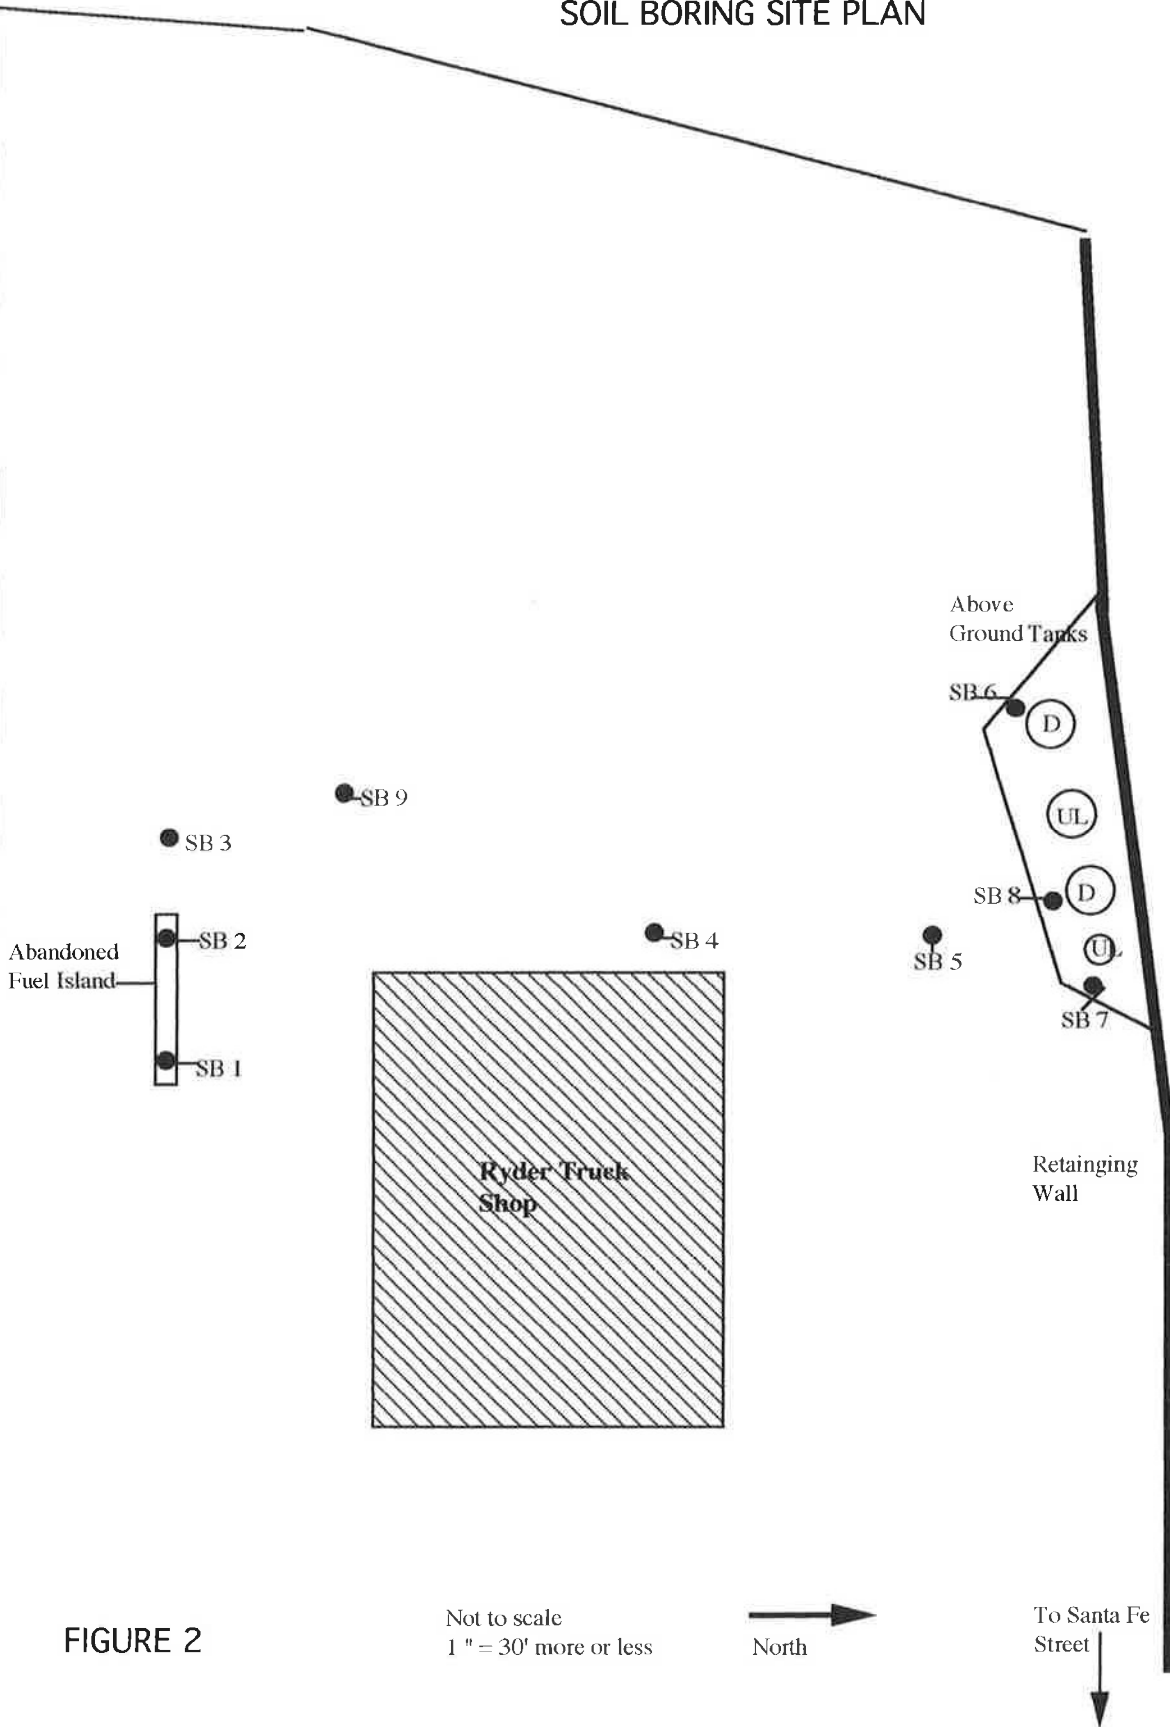 SOIL BORING SITE PLAN
Above
Ground Tanks
SB 6
D
UL
SB 9
SB 3
SB 8
D
SB 2
SB 4
UL
Abandoned
Fuel Island
SB 5
SB 7
SB 1
Ryder Truck
Shop
Retainging
Wall
FIGURE 2
Not to scale
1 " = 30' more or less
North
To Santa Fe
Street